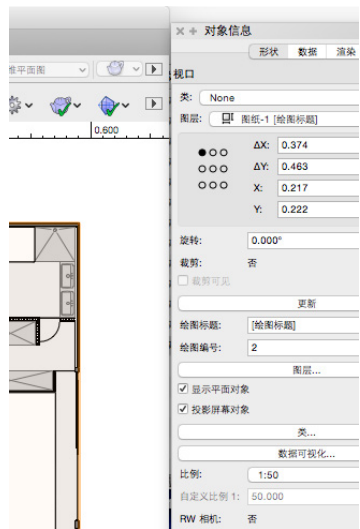 对象信息
形状 数据 渲染
维平面图
视口
类: None
图层: 图纸-1 [绘图标题]
0.600
ΔX: 0.374
ΔY: 0.463
X: 0.217
Y: 0.222
旋转: 0.000°
裁剪: 否
裁剪可见
更新
绘图标题: [绘图标题]
绘图编号: 2
图层...
显示平面对象
投影屏幕对象
类...
数据可视化...
比例: 1:50
自定义比例 1: 50.000
RW 相机: 否